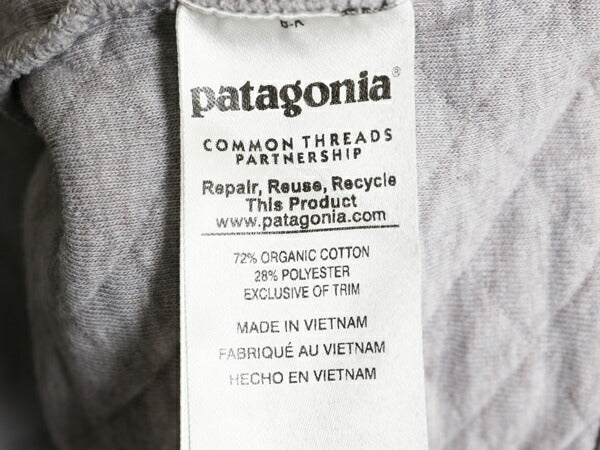 patagonia®
COMMON THREADS
PARTNERSHIP
Repair, Reuse, Recycle
This Product
www.patagonia.com
72% ORGANIC COTTON
28% POLYESTER
EXCLUSIVE OF TRIM
MADE IN VIETNAM
FABRIQUÉ AU VIETNAM
HECHO EN VIETNAM